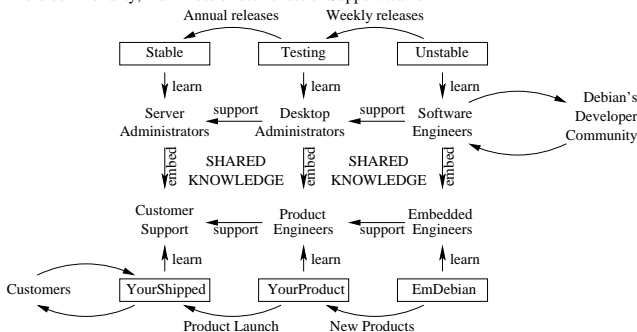 Annual releases Weekly releases
Stable Testing Unstable
learn learn learn
Server Administrators support Desktop Administrators support Software Engineers Debian's Developer Community
embed SHARED KNOWLEDGE embed SHARED KNOWLEDGE embed
Customer Support support Product Engineers support Embedded Engineers
learn learn learn
Customers YourShipped YourProduct EmDebian
Product Launch New Products